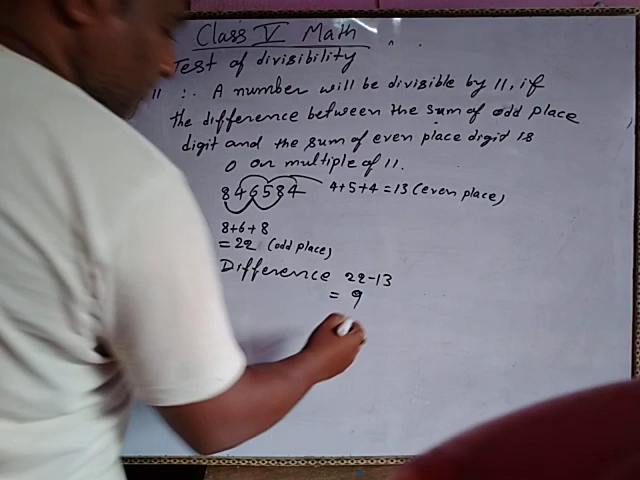 Class V Math
Test of divisibility
11 :. A number will be divisible by 11, if
the difference between the sum of odd place
digit and the sum of even place digit is
0 or multiple of 11.
846584 4+5+4=13 (even place)
8+6+8
=22 (odd place)
Difference 22-13
= 9